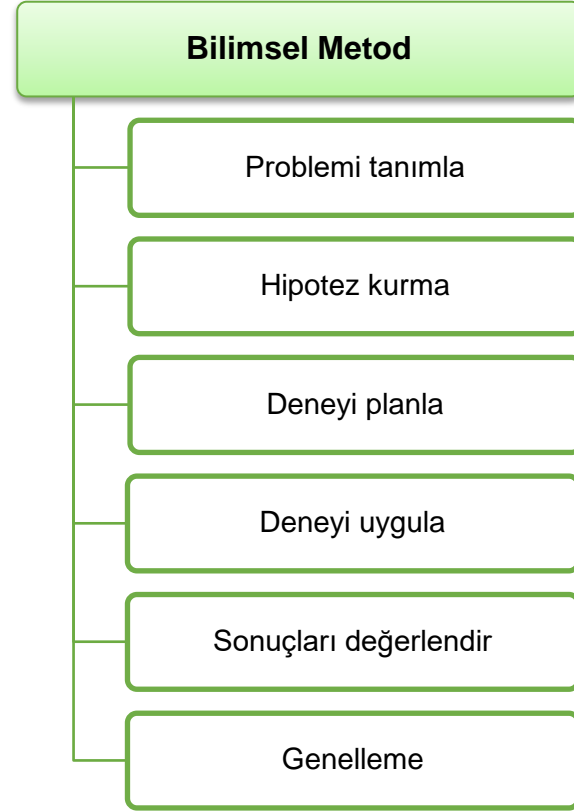 Bilimsel Metod
Problemi tanımla
Hipotez kurma
Deneyi planla
Deneyi uygula
Sonuçları değerlendir
Genelleme